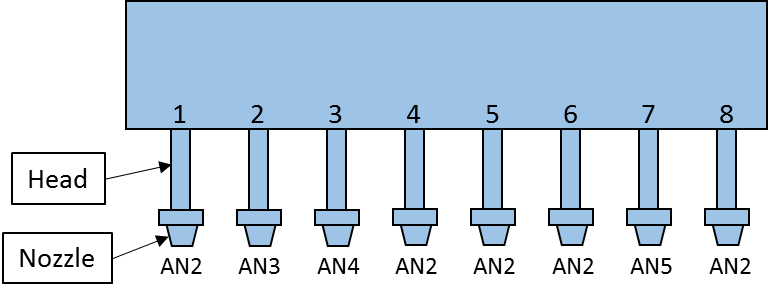 1 2 3 4 5 6 7 8
Head
Nozzle
AN2 AN3 AN4 AN2 AN2 AN2 AN5 AN2